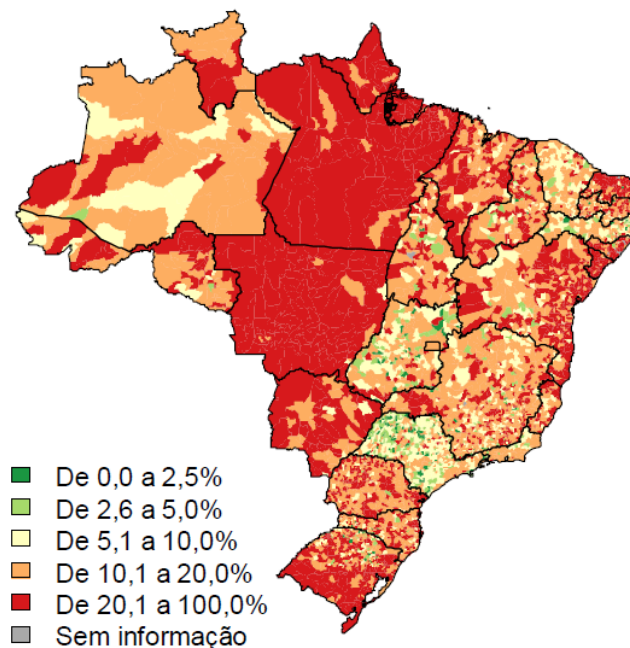 De 0,0 a 2,5%
De 2,6 a 5,0%
De 5,1 a 10,0%
De 10,1 a 20,0%
De 20,1 a 100,0%
Sem informação